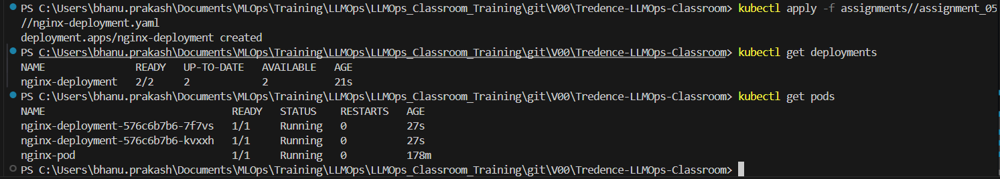 PS C:\Users\bhanu.prakash\Documents\MLOps\Training\LLMOps\LLMOps_Classroom_Training\git\V00\Tredence-LLMOps-Classroom> kubectl apply -f assignments//assignment_05
//nginx-deployment.yaml
deployment.apps/nginx-deployment created
PS C:\Users\bhanu.prakash\Documents\MLOps\Training\LLMOps\LLMOps_Classroom_Training\git\V00\Tredence-LLMOps-Classroom> kubectl get deployments
NAME               READY   UP-TO-DATE   AVAILABLE   AGE
nginx-deployment   2/2     2            2           21s
PS C:\Users\bhanu.prakash\Documents\MLOps\Training\LLMOps\LLMOps_Classroom_Training\git\V00\Tredence-LLMOps-Classroom> kubectl get pods
NAME                                READY   STATUS    RESTARTS   AGE
nginx-deployment-576c6b7b6-7f7vs   1/1     Running   0          27s
nginx-deployment-576c6b7b6-kvxxh   1/1     Running   0          27s
nginx-pod                          1/1     Running   0          178m
PS C:\Users\bhanu.prakash\Documents\MLOps\Training\LLMOps\LLMOps_Classroom_Training\git\V00\Tredence-LLMOps-Classroom>